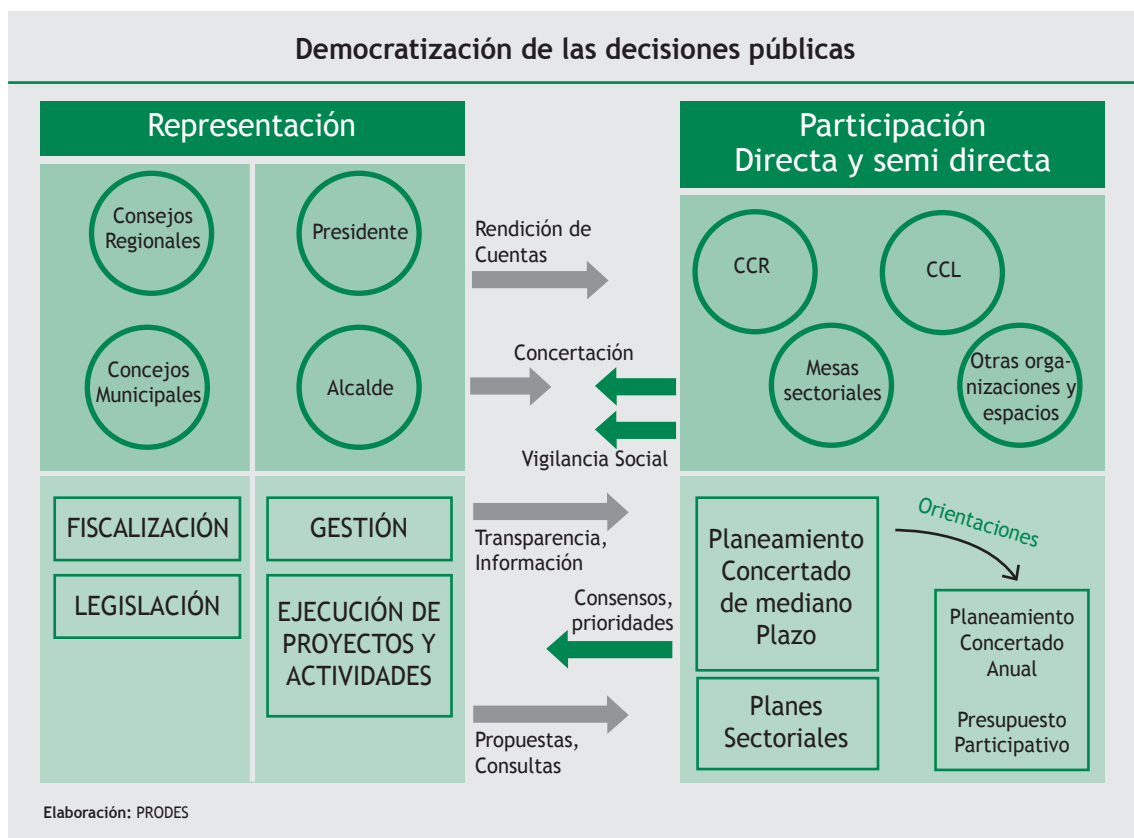 Democratización de las decisiones públicas
Representación
Consejos
Regionales
Presidente
Concejos
Municipales
Alcalde
FISCALIZACIÓN
LEGISLACIÓN
GESTIÓN
EJECUCIÓN DE
PROYECTOS Y
ACTIVIDADES
Rendición de
Cuentas
Concertación
Vigilancia Social
Transparencia,
Información
Consensos,
prioridades
Propuestas,
Consultas
Participación
Directa y semi directa
CCR
CCL
Mesas
sectoriales
Otras orga-
nizaciones y
espacios
Planeamiento
Concertado
de mediano
Plazo
Orientaciones
Planes
Sectoriales
Planeamiento
Concertado
Anual
Presupuesto
Participativo
Elaboración: PRODES